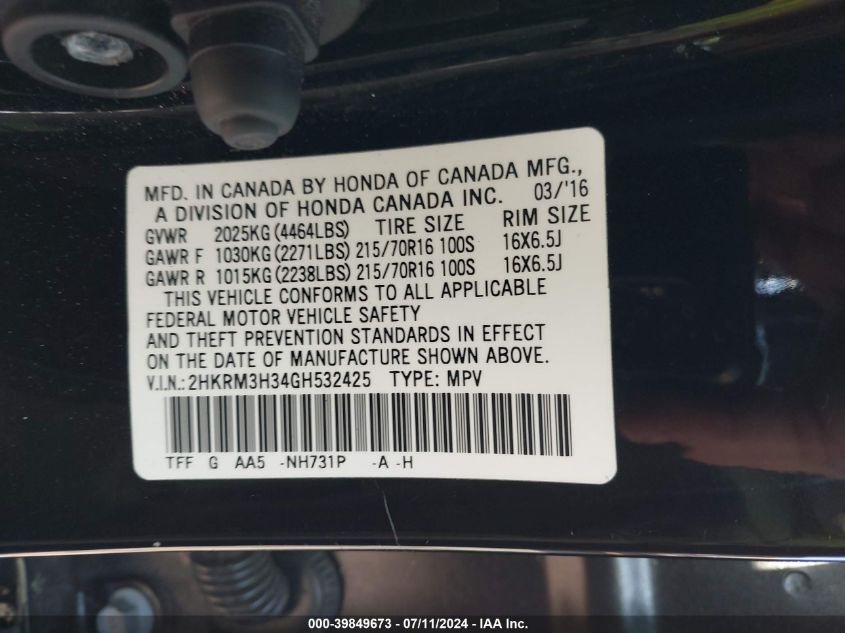 MFD. IN CANADA BY HONDA OF CANADA MFG.,
A DIVISION OF HONDA CANADA INC. 03/'16
GVWR 2025KG (4464LBS) TIRE SIZE RIM SIZE
GAWR F 1030KG (2271LBS) 215/70R16 100S 16X6.5J
GAWR R 1015KG (2238LBS) 215/70R16 100S 16X6.5J
THIS VEHICLE CONFORMS TO ALL APPLICABLE
FEDERAL MOTOR VEHICLE SAFETY
AND THEFT PREVENTION STANDARDS IN EFFECT
ON THE DATE OF MANUFACTURE SHOWN ABOVE.
V.I.N.: 2HKRM3H34GH532425 TYPE: MPV
TFF G AA5 -NH731P -A -H
000-39849673 - 07/11/2024 - IAA Inc.